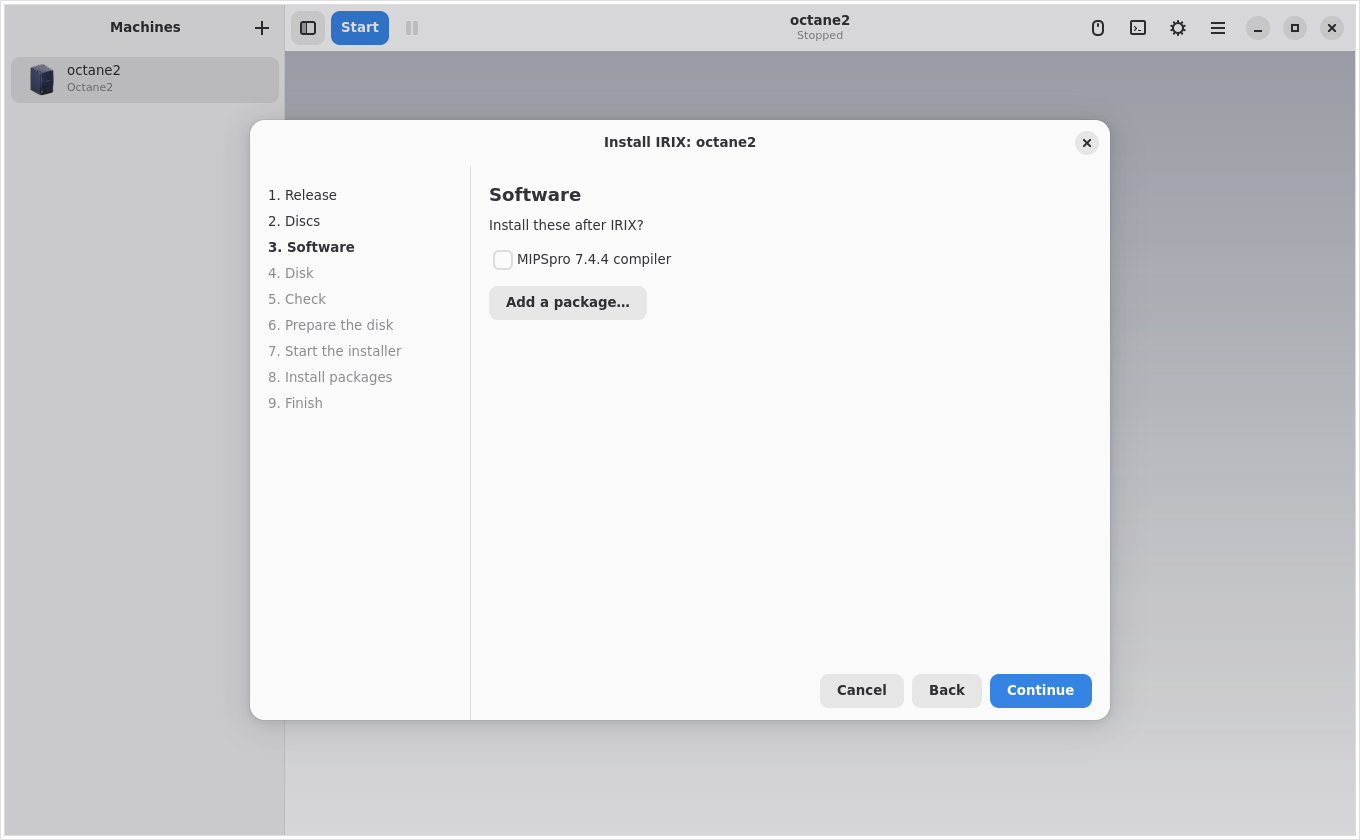 Machines
Start
octane2
Stopped
octane2
Octane2
Install IRIX: octane2
1. Release
2. Discs
3. Software
4. Disk
5. Check
6. Prepare the disk
7. Start the installer
8. Install packages
9. Finish
Software
Install these after IRIX?
MIPSpro 7.4.4 compiler
Add a package...
Cancel
Back
Continue